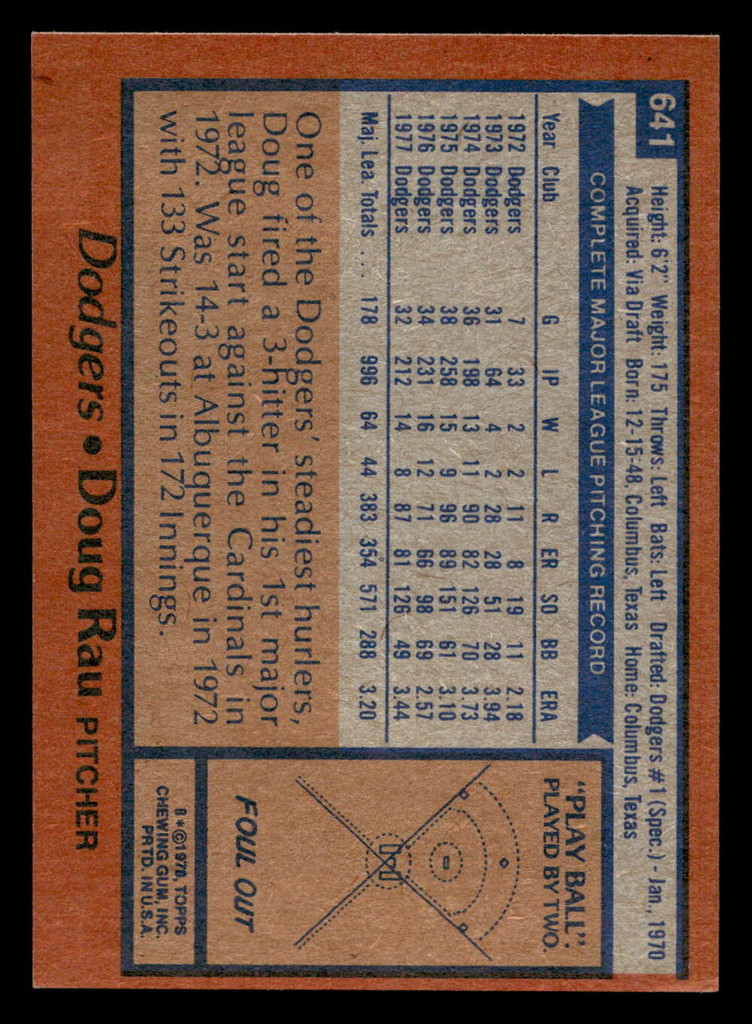 641
Height: 6'2" Weight: 175 Throws: Left Bats: Left Drafted: Dodgers #1 (Spec.) - Jan., 1970
Acquired: Via Draft Born: 12-15-48, Columbus, Texas Home: Columbus, Texas
COMPLETE MAJOR LEAGUE PITCHING RECORD
Year Club G IP W L R ER SO BB ERA
1972 Dodgers 7 33 2 2 11 8 19 11 2.18
1973 Dodgers 31 64 4 2 28 28 51 28 3.94
1974 Dodgers 36 198 13 11 90 82 126 70 3.73
1975 Dodgers 38 258 15 9 96 89 151 61 3.10
1976 Dodgers 34 231 16 12 71 66 98 69 2.57
1977 Dodgers 32 212 14 8 87 81 126 49 3.44
Maj. Lea. Totals ... 178 996 64 44 383 354 571 288 3.20
One of the Dodgers' steadiest hurlers,
Doug fired a 3-hitter in his 1st major
league start against the Cardinals in
1972. Was 14-3 at Albuquerque in 1972
with 133 Strikeouts in 172 Innings.
"PLAY BALL".
PLAYED BY TWO.
FOUL OUT
8 * © 1978, TOPPS
CHEWING GUM, INC.
PRTD. IN U.S.A.
Dodgers • Doug Rau PITCHER